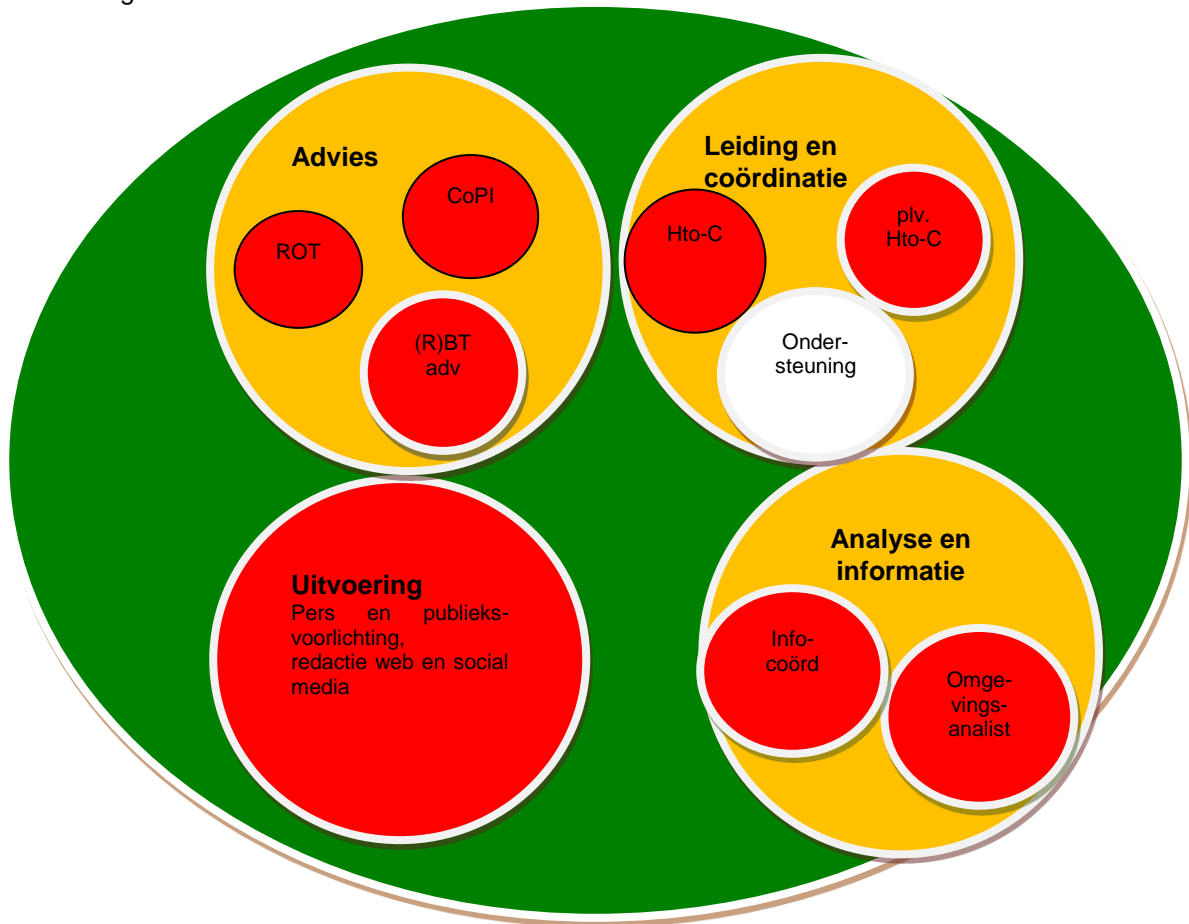 Advies
CoPI
ROT
(R)BT
adv
Leiding en
coördinatie
Hto-C
plv.
Hto-C
Onder-
steuning
Uitvoering
Pers en publieks-
voorlichting,
redactie web en social
media
Analyse en
informatie
Info-
coörd
Omge-
vings-
analist